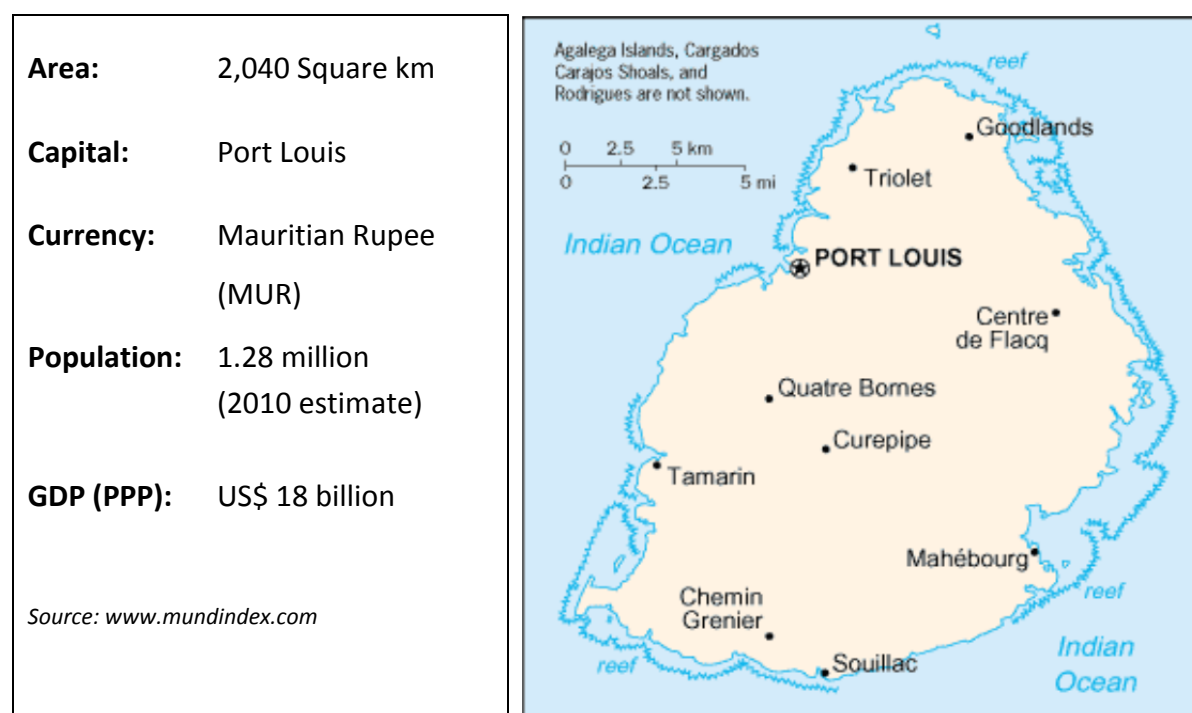 Area: 2,040 Square km
Capital: Port Louis
Currency: Mauritian Rupee
(MUR)
Population: 1.28 million
(2010 estimate)
GDP (PPP): US$ 18 billion
Source: www.mundindex.com
Agalega Islands, Cargados
Carajos Shoals, and
Rodrigues are not shown.
0 2.5 5 km
0 2.5 5 mi
reef
Goodlands
Triolet
Indian Ocean
PORT LOUIS
Centre
de Flacq
Quatre Bornes
Curepipe
Tamarin
Mahébourg
Chemin
Grenier
reef
reef
Souillac
Indian
Ocean